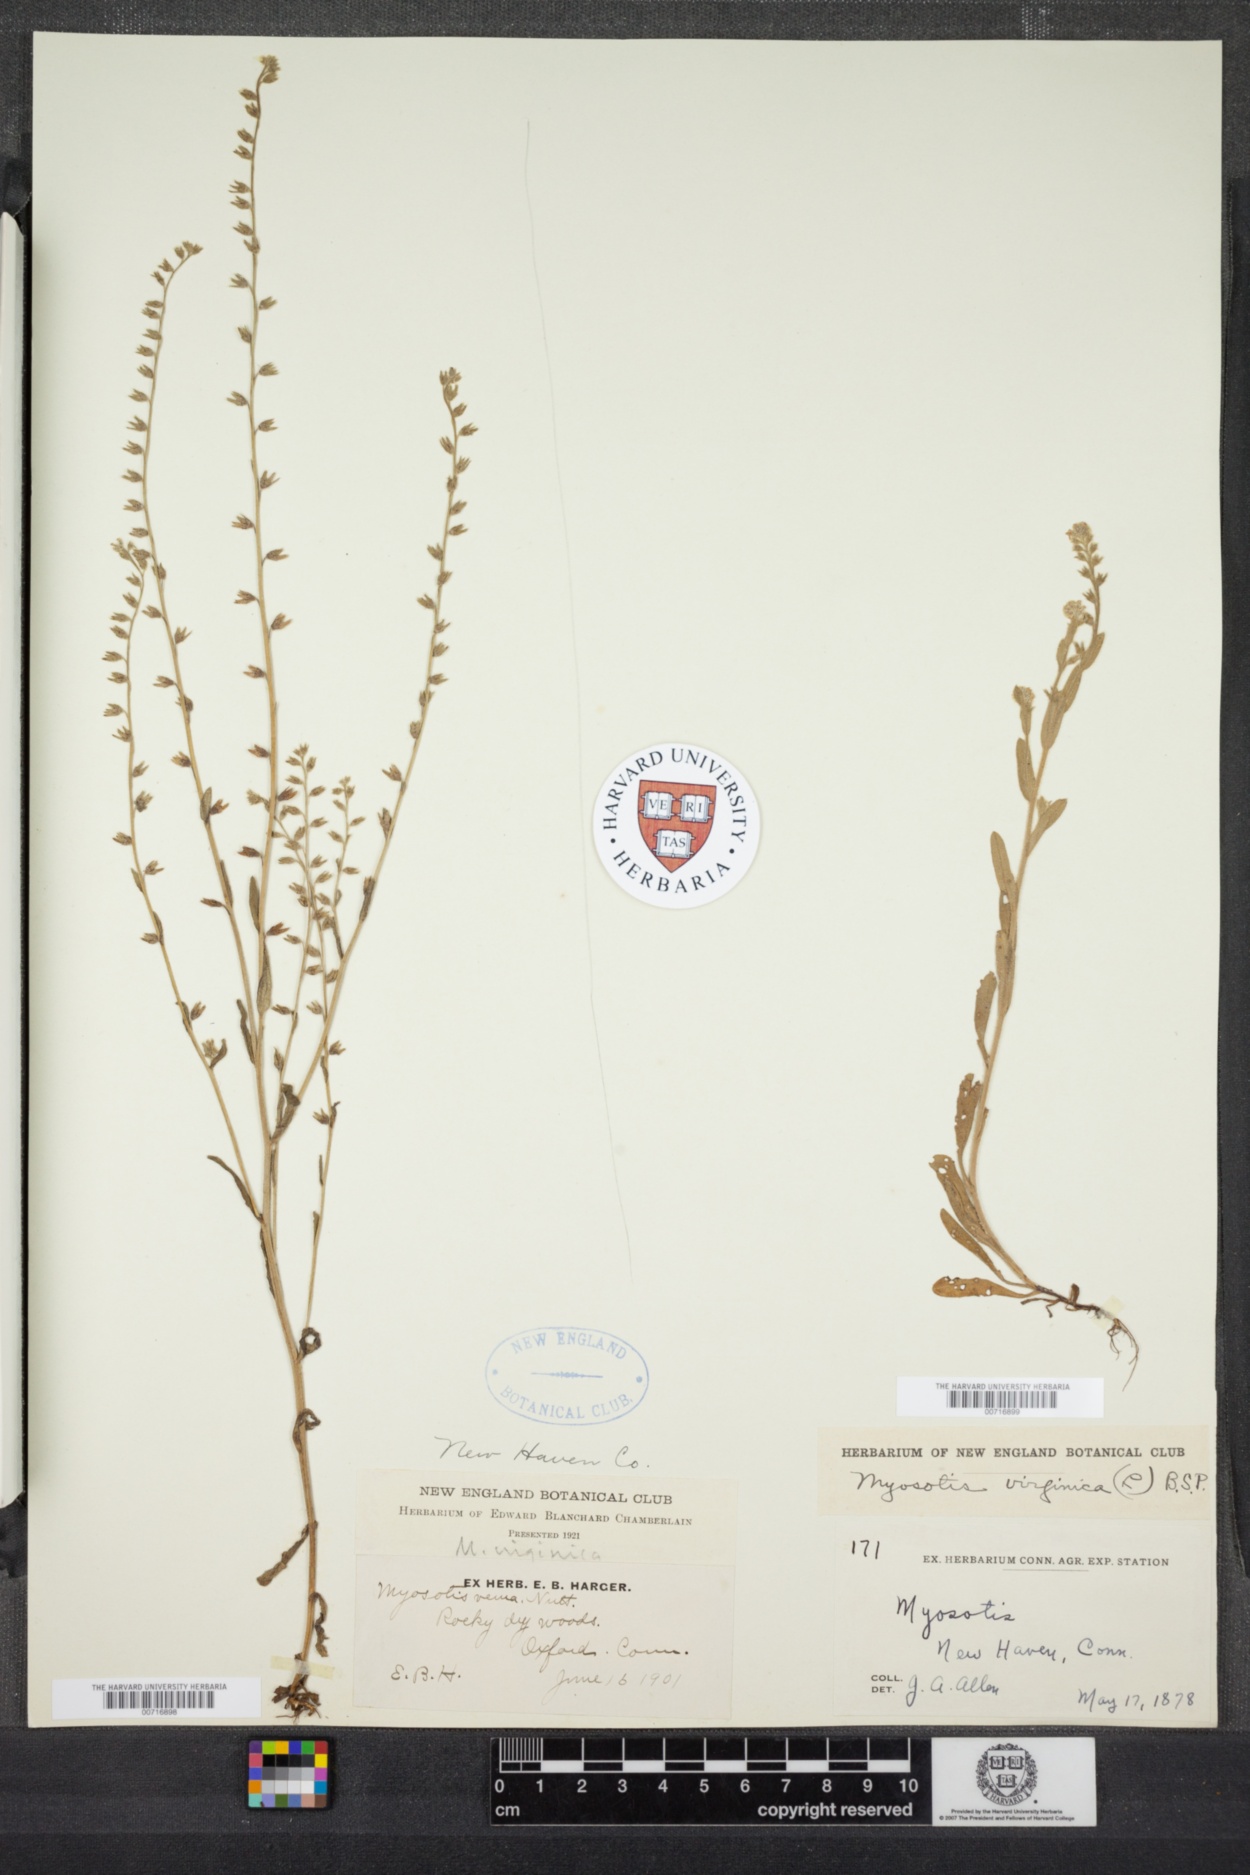 HARVARD UNIVERSITY
VE RI
TAS
HERBARIA
NEW ENGLAND
BOTANICAL CLUB.
New Haven Co.
NEW ENGLAND BOTANICAL CLUB
HERBARIUM OF EDWARD BLANCHARD CHAMBERLAIN
PRESENTED 1921
M. virginica
EX HERB. E. B. HARGER.
Myosotis verna. Nutt.
Rocky dry woods.
Oxford. Conn.
E. B. H. June 15 1901
THE HARVARD UNIVERSITY HERBARIA
00716898
THE HARVARD UNIVERSITY HERBARIA
00716899
HERBARIUM OF NEW ENGLAND BOTANICAL CLUB
Myosotis virginica (L) B.S.P.
171
EX. HERBARIUM CONN. AGR. EXP. STATION
Myosotis
New Haven, Conn.
COLL.
DET. J. A. Allen
May 17, 1878
0 1 2 3 4 5 6 7 8 9 10
cm copyright reserved
VE RI
TAS
HARVARD
Provided by the Harvard University Herbaria
© 2007 The President and Fellows of Harvard College